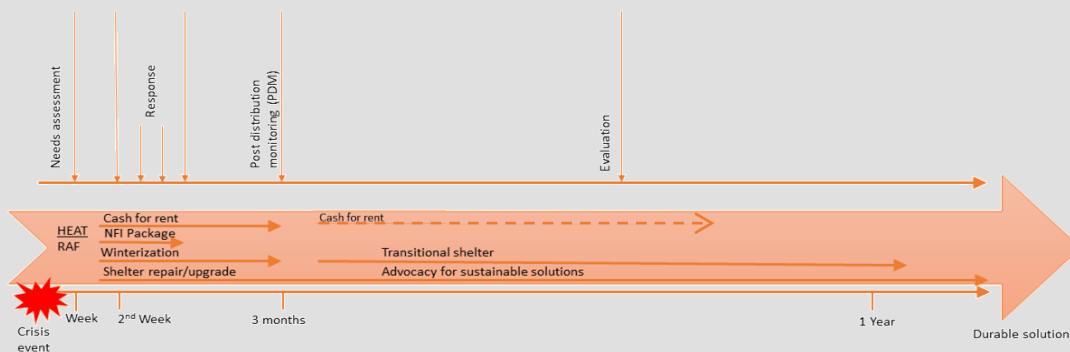 Needs assessment
Response
Post distribution
monitoring (PDM)
Evaluation
HEAT
RAF
Cash for rent
NFI Package
Winterization
Shelter repair/upgrade
Cash for rent
Transitional shelter
Advocacy for sustainable solutions
Crisis
event
Week
2nd Week
3 months
1 Year
Durable solution